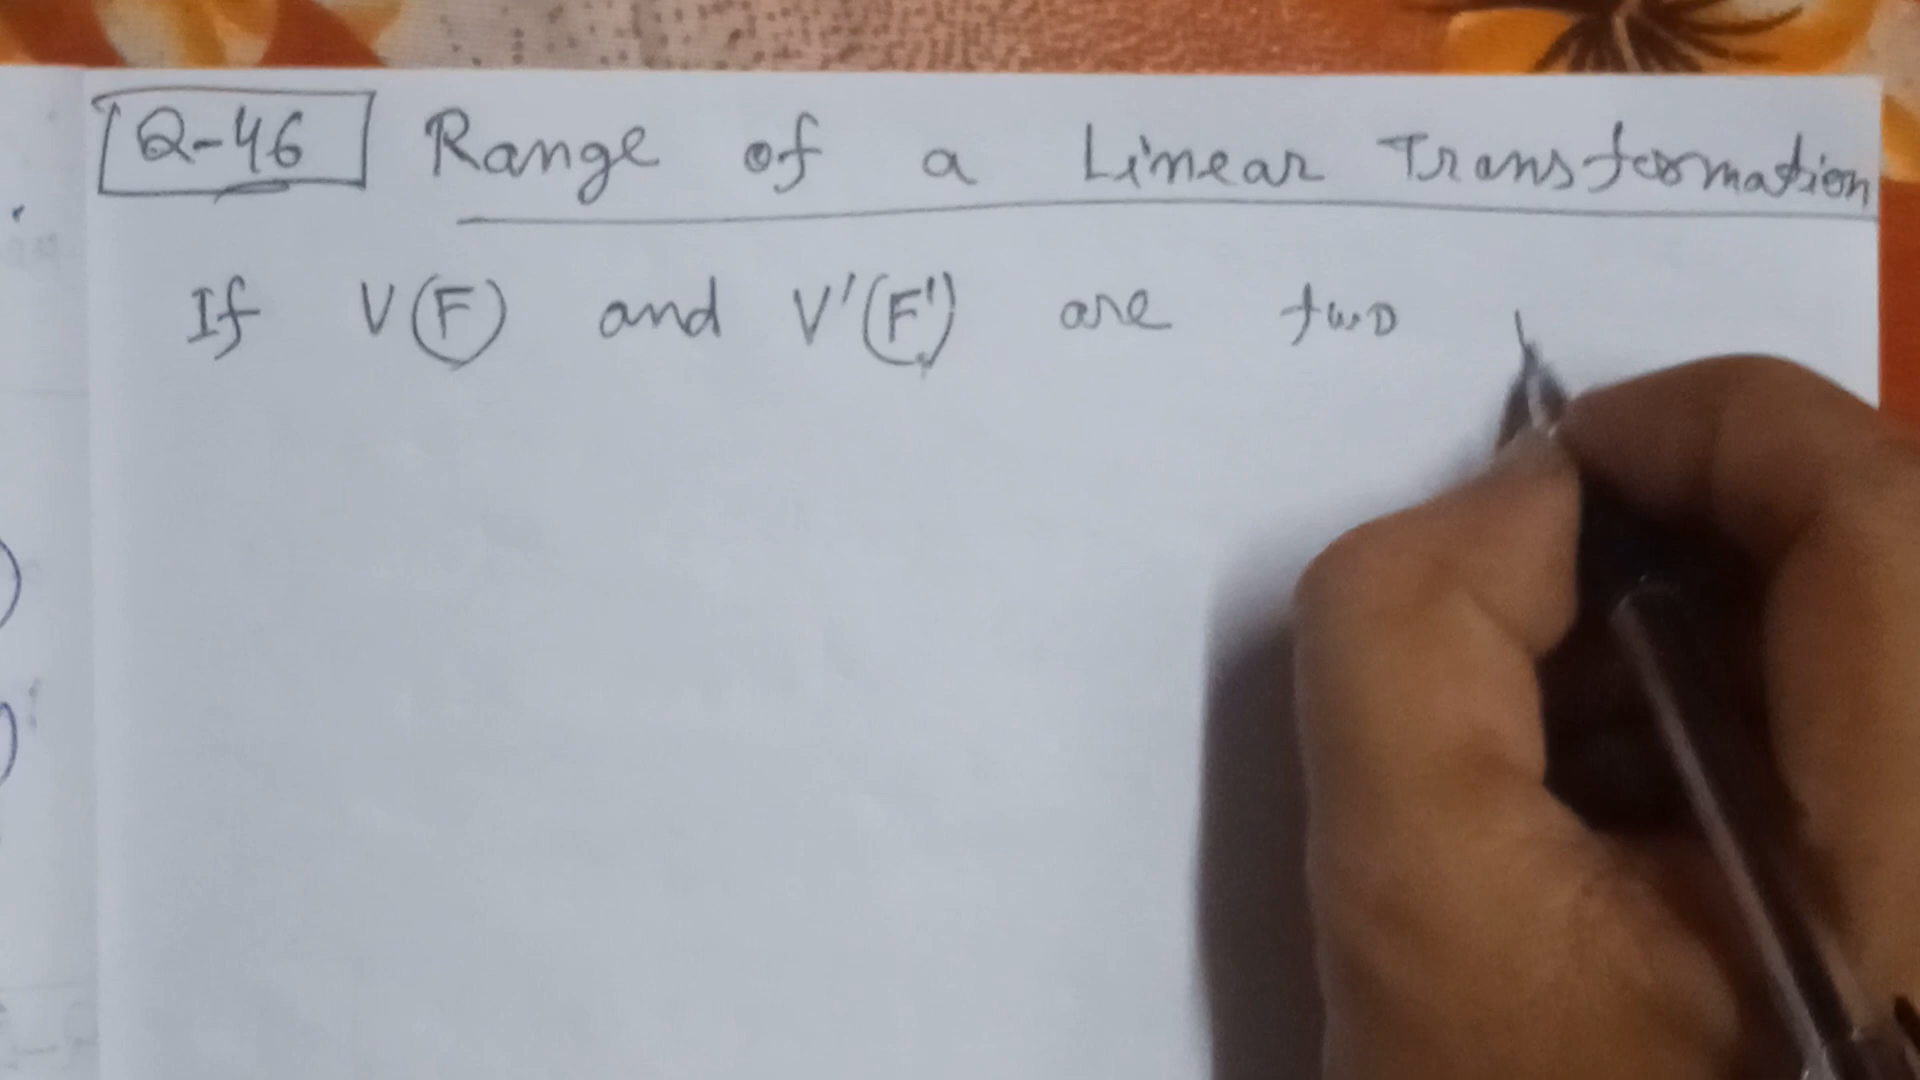 Q-46 Range of a Linear Transformation
If V(F) and V'(F') are two